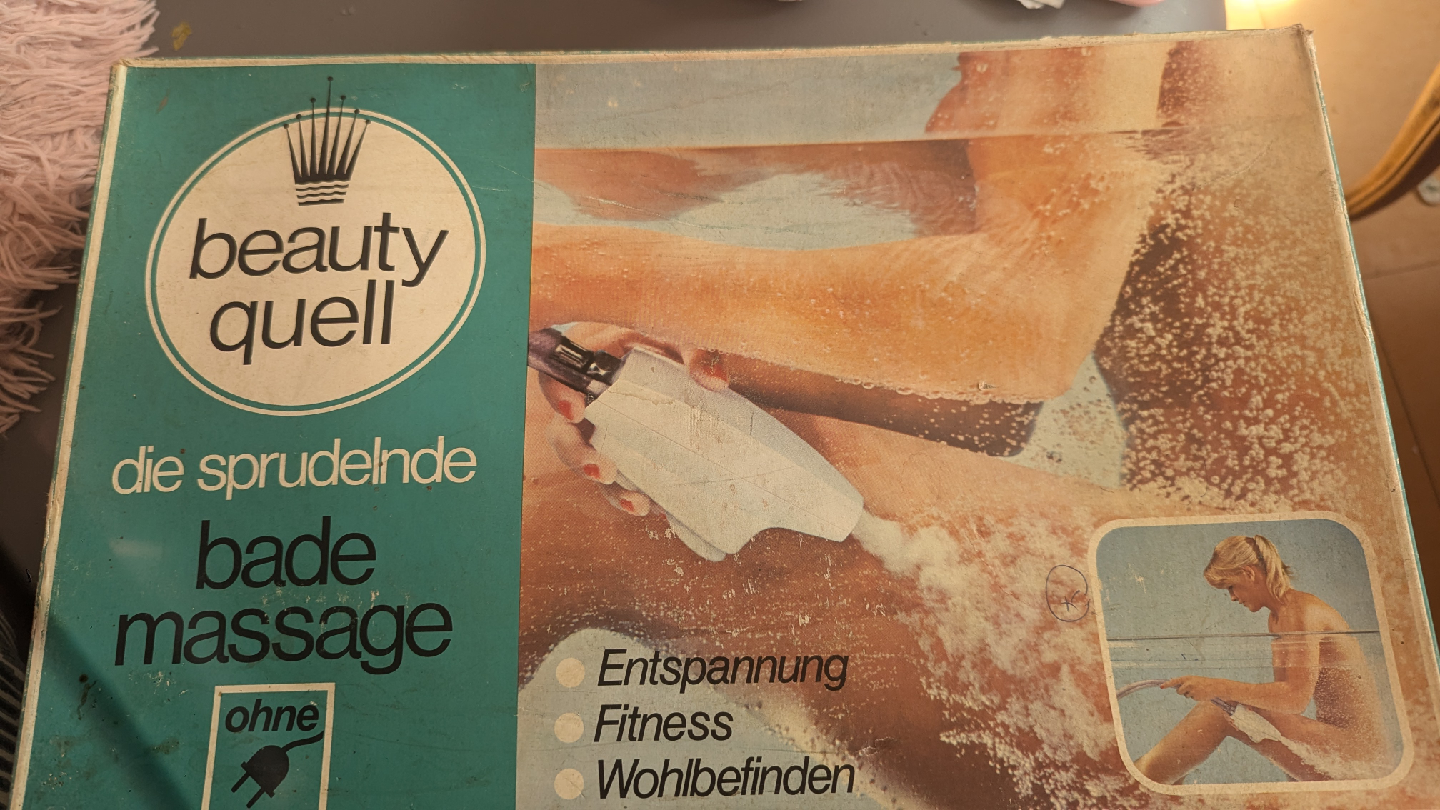 beauty
quell
die sprudelnde
bade
massage
ohne
Entspannung
Fitness
Wohlbefinden